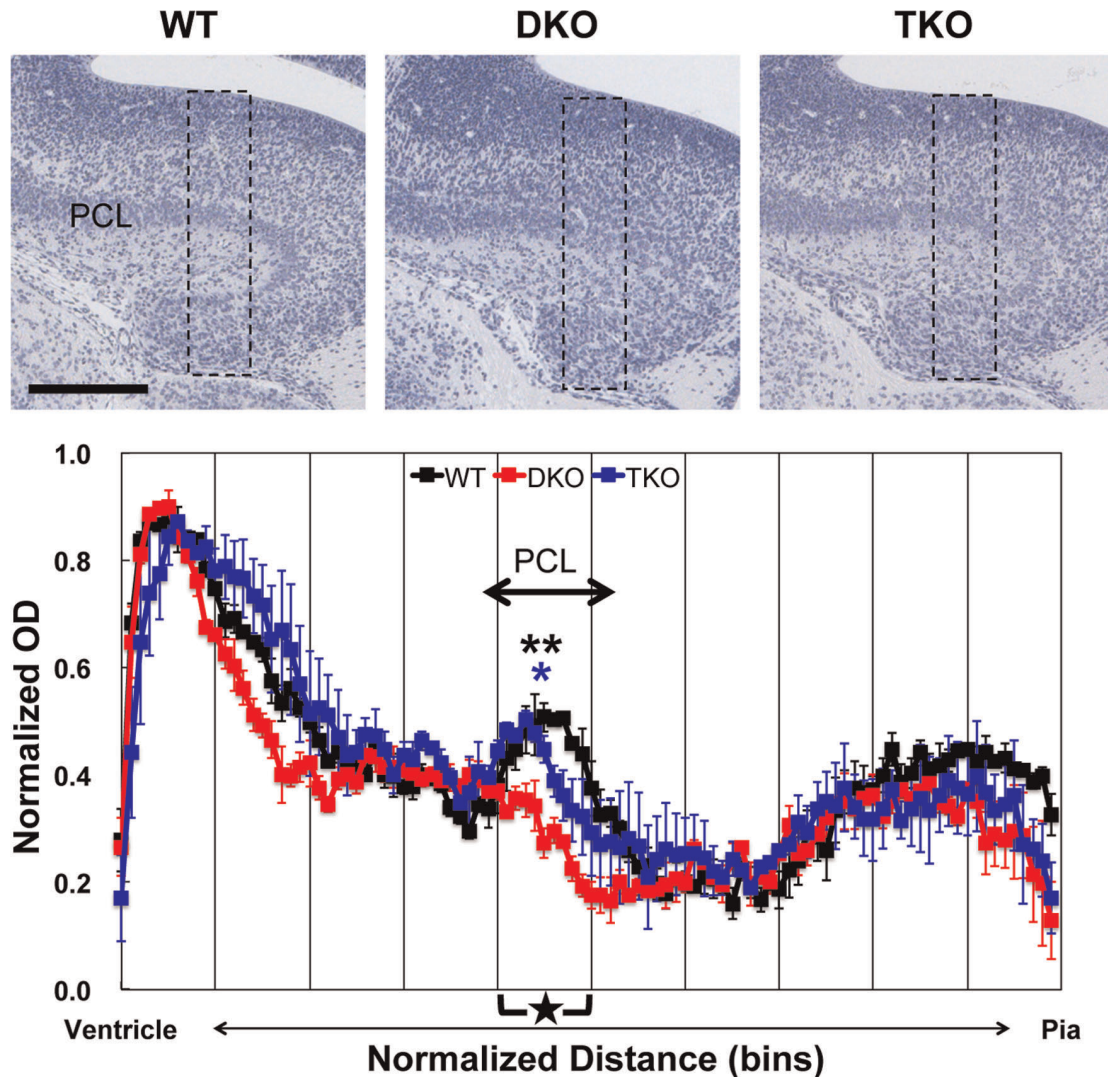 WT DKO TKO
PCL
1.0
0.8
0.6
0.4
0.2
0.0
Normalized OD
WT DKO TKO
PCL
**
*
★
Ventricle Pia
Normalized Distance (bins)